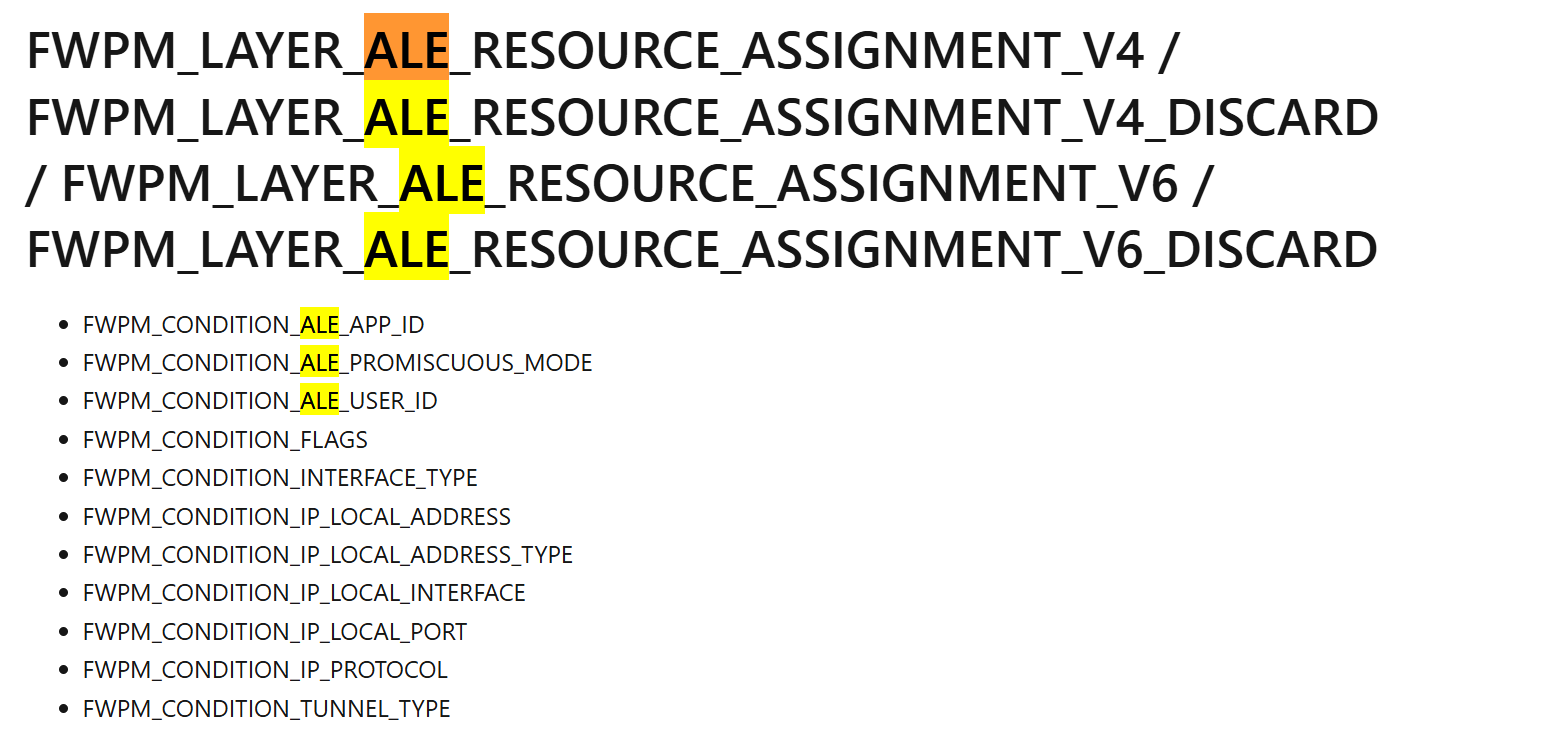 FWPM_LAYER_ALE_RESOURCE_ASSIGNMENT_V4 /
FWPM_LAYER_ALE_RESOURCE_ASSIGNMENT_V4_DISCARD
/ FWPM_LAYER_ALE_RESOURCE_ASSIGNMENT_V6 /
FWPM_LAYER_ALE_RESOURCE_ASSIGNMENT_V6_DISCARD
• FWPM_CONDITION_ALE_APP_ID
• FWPM_CONDITION_ALE_PROMISCUOUS_MODE
• FWPM_CONDITION_ALE_USER_ID
• FWPM_CONDITION_FLAGS
• FWPM_CONDITION_INTERFACE_TYPE
• FWPM_CONDITION_IP_LOCAL_ADDRESS
• FWPM_CONDITION_IP_LOCAL_ADDRESS_TYPE
• FWPM_CONDITION_IP_LOCAL_INTERFACE
• FWPM_CONDITION_IP_LOCAL_PORT
• FWPM_CONDITION_IP_PROTOCOL
• FWPM_CONDITION_TUNNEL_TYPE